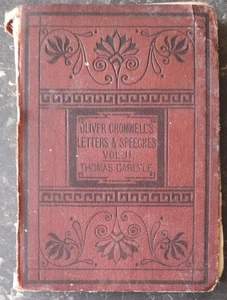 OLIVER CROMWELL'S
LETTERS & SPEECHES
VOL. II.
THOMAS CARLYLE